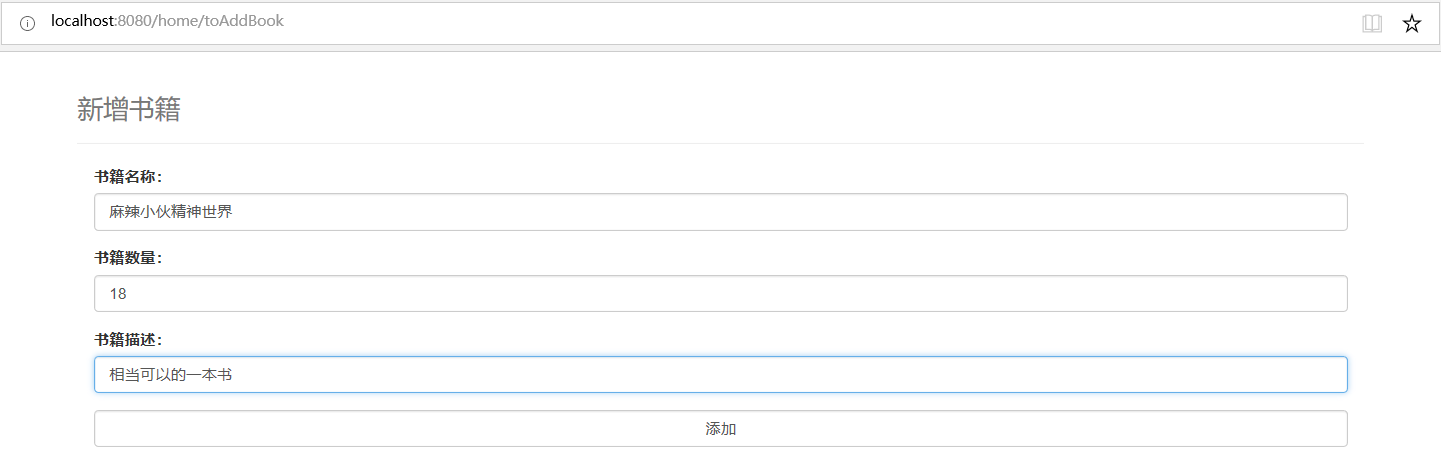 localhost:8080/home/toAddBook
新增书籍
书籍名称：
麻辣小伙精神世界
书籍数量：
18
书籍描述：
相当可以的一本书
添加